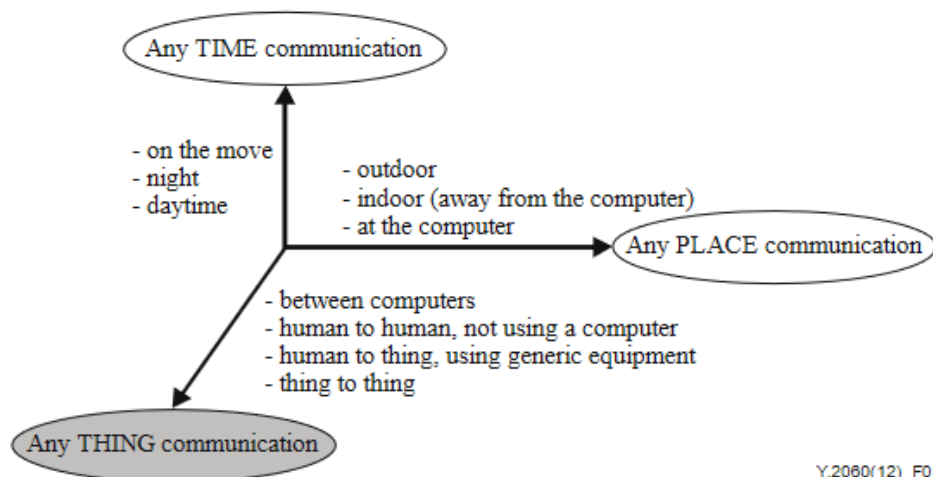 Any TIME communication
- on the move
- night
- daytime
- outdoor
- indoor (away from the computer)
- at the computer
Any PLACE communication
- between computers
- human to human, not using a computer
- human to thing, using generic equipment
- thing to thing
Any THING communication
Y.2060(12)_F0